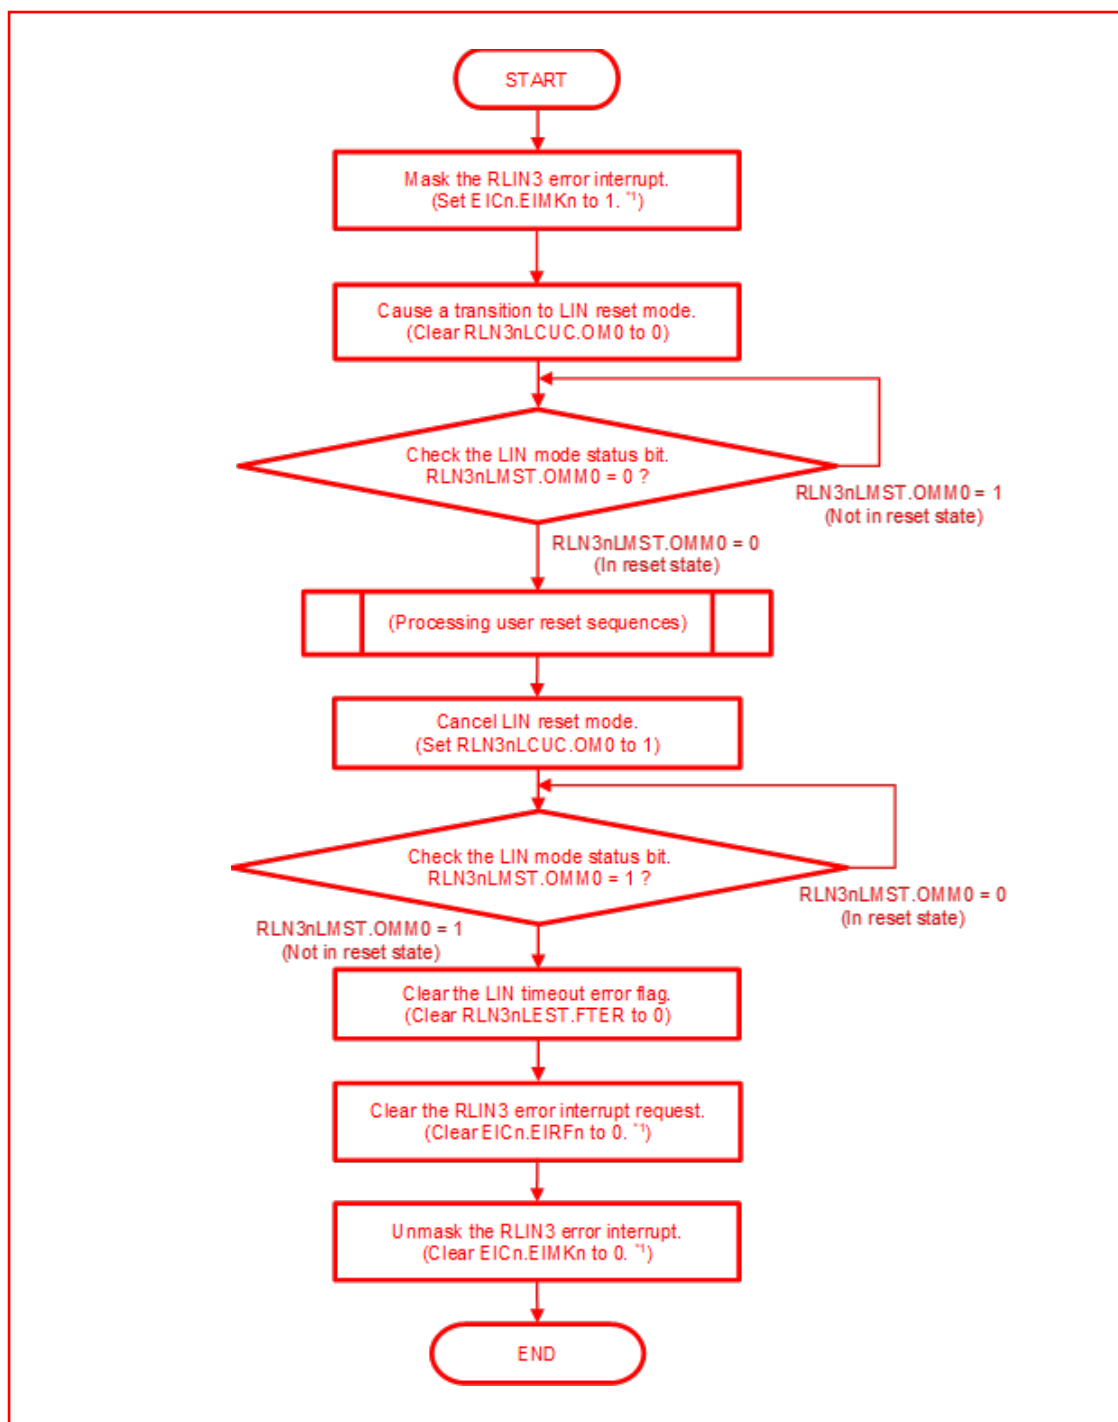 START
Mask the RLIN3 error interrupt.
(Set EICn.EIMKn to 1. *1)
Cause a transition to LIN reset mode.
(Clear RLN3nLCUC.OM0 to 0)
Check the LIN mode status bit.
RLN3nLMST.OMM0 = 0 ?
RLN3nLMST.OMM0 = 1
(Not in reset state)
RLN3nLMST.OMM0 = 0
(In reset state)
(Processing user reset sequences)
Cancel LIN reset mode.
(Set RLN3nLCUC.OM0 to 1)
Check the LIN mode status bit.
RLN3nLMST.OMM0 = 1 ?
RLN3nLMST.OMM0 = 0
(In reset state)
RLN3nLMST.OMM0 = 1
(Not in reset state)
Clear the LIN timeout error flag.
(Clear RLN3nLEST.FTER to 0)
Clear the RLIN3 error interrupt request.
(Clear EICn.EIRFn to 0. *1)
Unmask the RLIN3 error interrupt.
(Clear EICn.EIMKn to 0. *1)
END